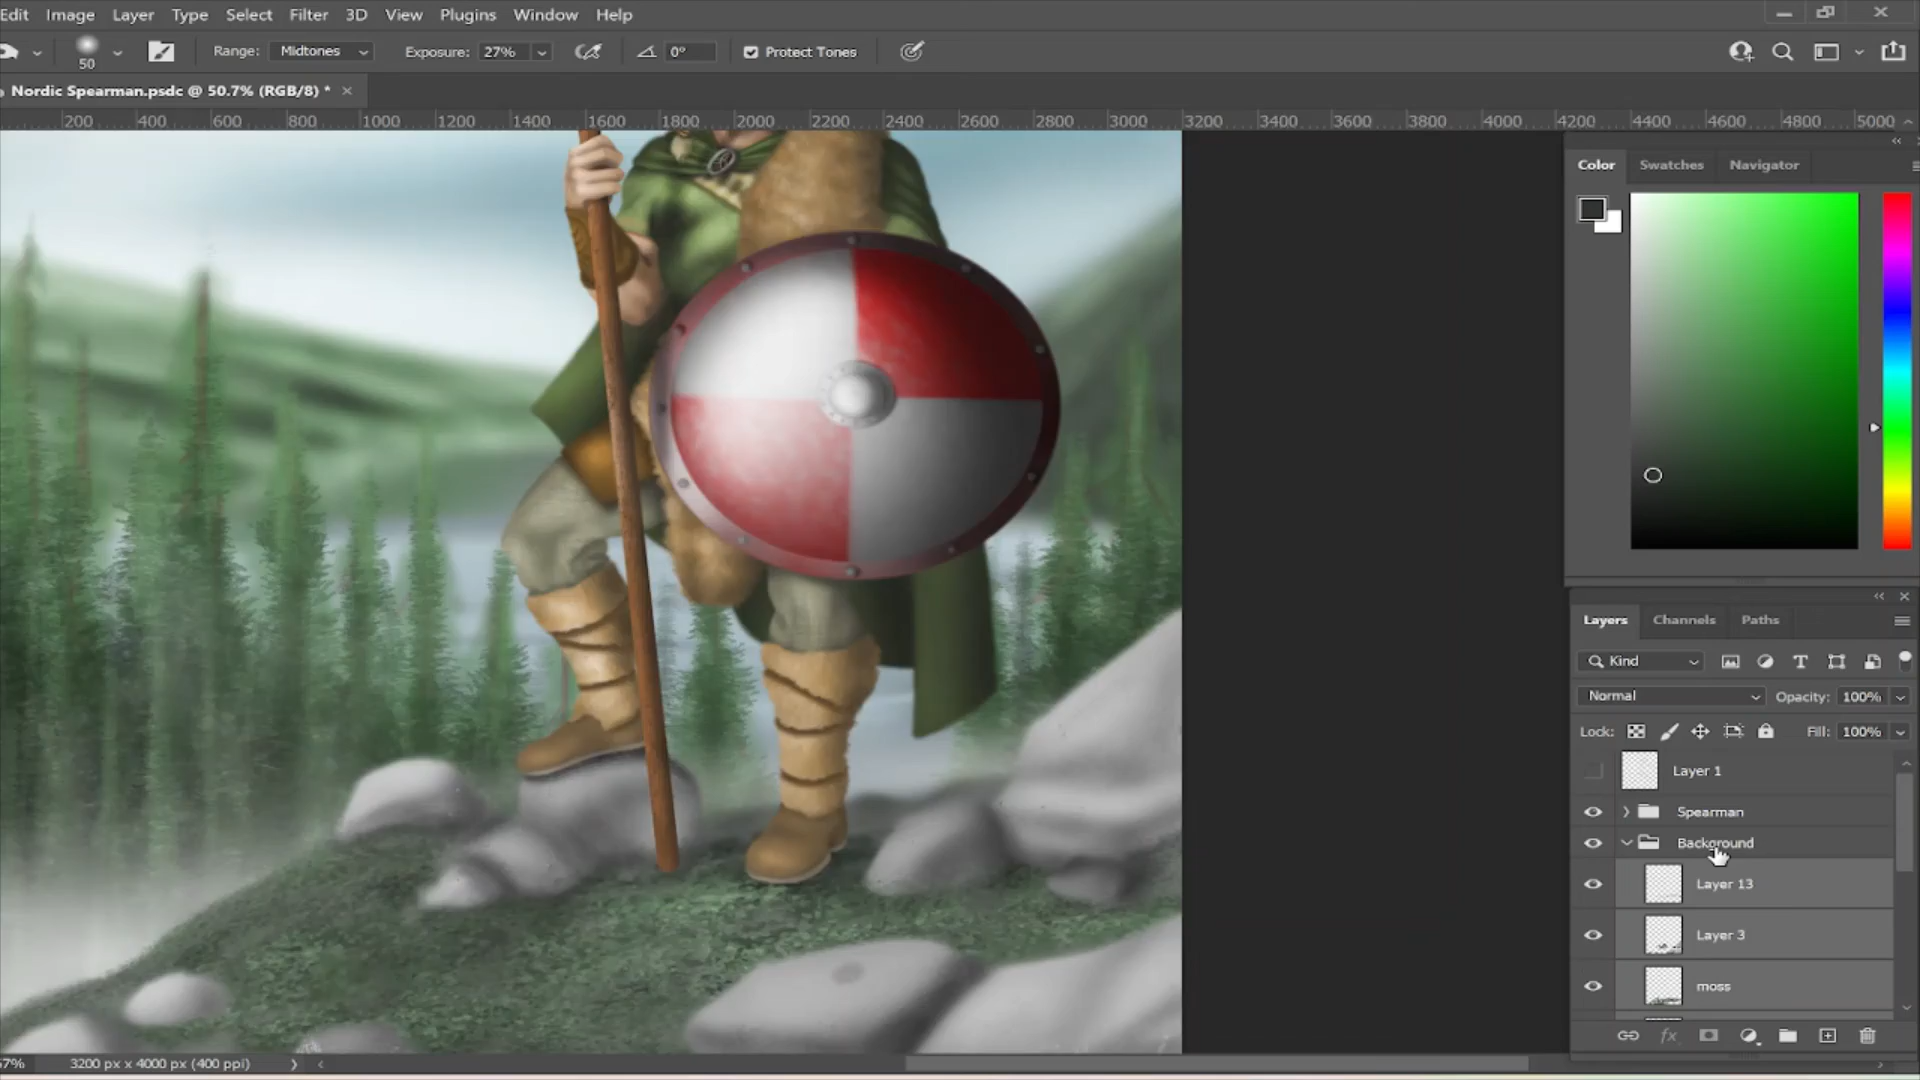 Edit Image Layer Type Select Filter 3D View Plugins Window Help
50 Range: Midtones Exposure: 27% 0° Protect Tones
Nordic Spearman.psdc @ 50.7% (RGB/8) * ×
200 400 600 800 1000 1200 1400 1600 1800 2000 2200 2400 2600 2800 3000 3200 3400 3600 3800 4000 4200 4400 4600 4800 5000
Color Swatches Navigator
Layers Channels Paths
Kind
Normal Opacity: 100%
Lock: Fill: 100%
Layer 1
Spearman
Background
Layer 13
Layer 3
moss
67% 3200 px x 4000 px (400 ppi)